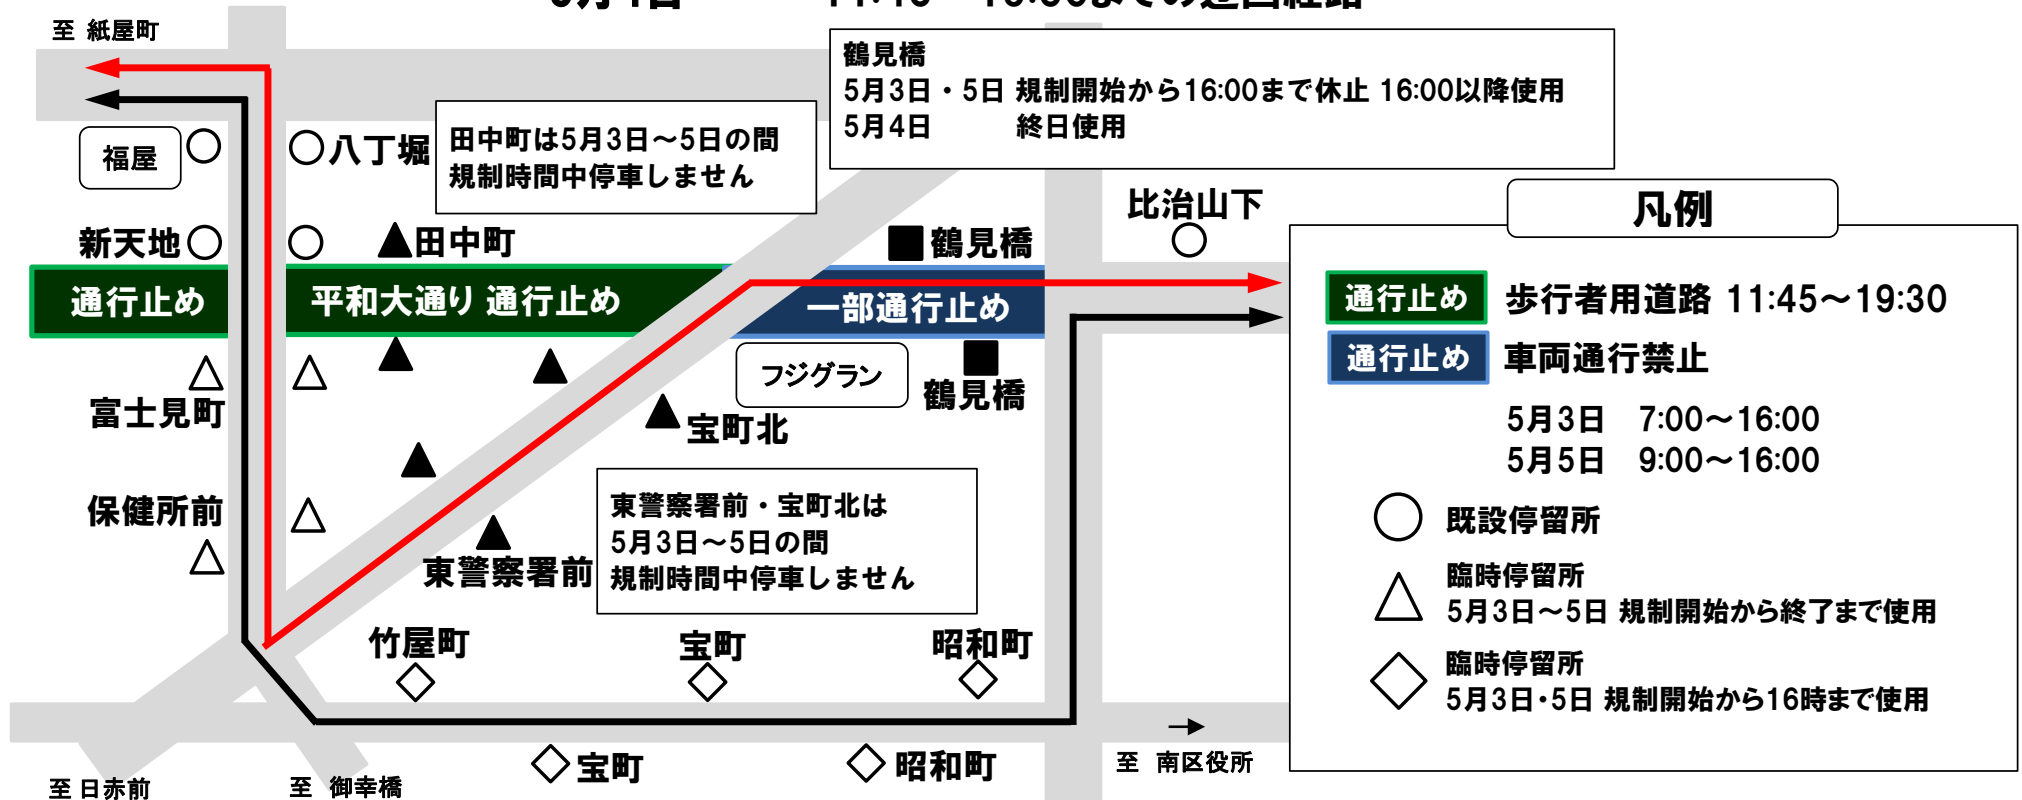 至 紙屋町
鶴見橋
5月3日・5日 規制開始から16:00まで休止 16:00以降使用
5月4日 終日使用
田中町は5月3日～5日の間
規制時間中停車しません
福屋
八丁堀
新天地
田中町
鶴見橋
比治山下
凡例
通行止め
平和大通り 通行止め
一部通行止め
通行止め 歩行者用道路 11:45～19:30
通行止め 車両通行禁止
5月3日 7:00～16:00
5月5日 9:00～16:00
フジグラン
鶴見橋
富士見町
宝町北
保健所前
東警察署前
東警察署前・宝町北は
5月3日～5日の間
規制時間中停車しません
既設停留所
臨時停留所
5月3日～5日 規制開始から終了まで使用
臨時停留所
5月3日・5日 規制開始から16時まで使用
竹屋町
宝町
昭和町
宝町
昭和町
至 南区役所
至 日赤前
至 御幸橋